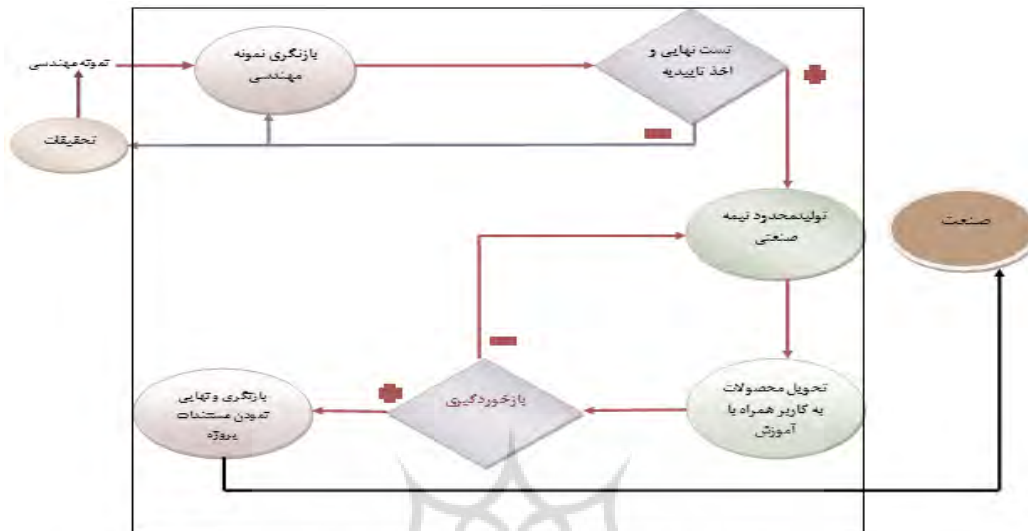 نمونه مهندسی
بازنگری نمونه
مهندسی
تست نهایی و
اخذ تاییدیه
تحقیقات
تولیدمحدود نیمه
صنعتی
صنعت
تحویل محصولات
به کاربر همراه با
آموزش
بازخوردگیری
بازنگری و نهایی
نمودن مستندات
پروژه